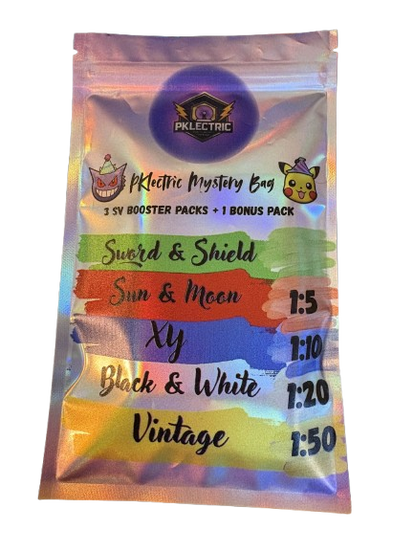 PKLECTRIC
PKlectric Mystery Bag
3 SV BOOSTER PACKS + 1 BONUS PACK
Sword & Shield
Sun & Moon 1:5
XY 1:10
Black & White 1:20
Vintage 1:50